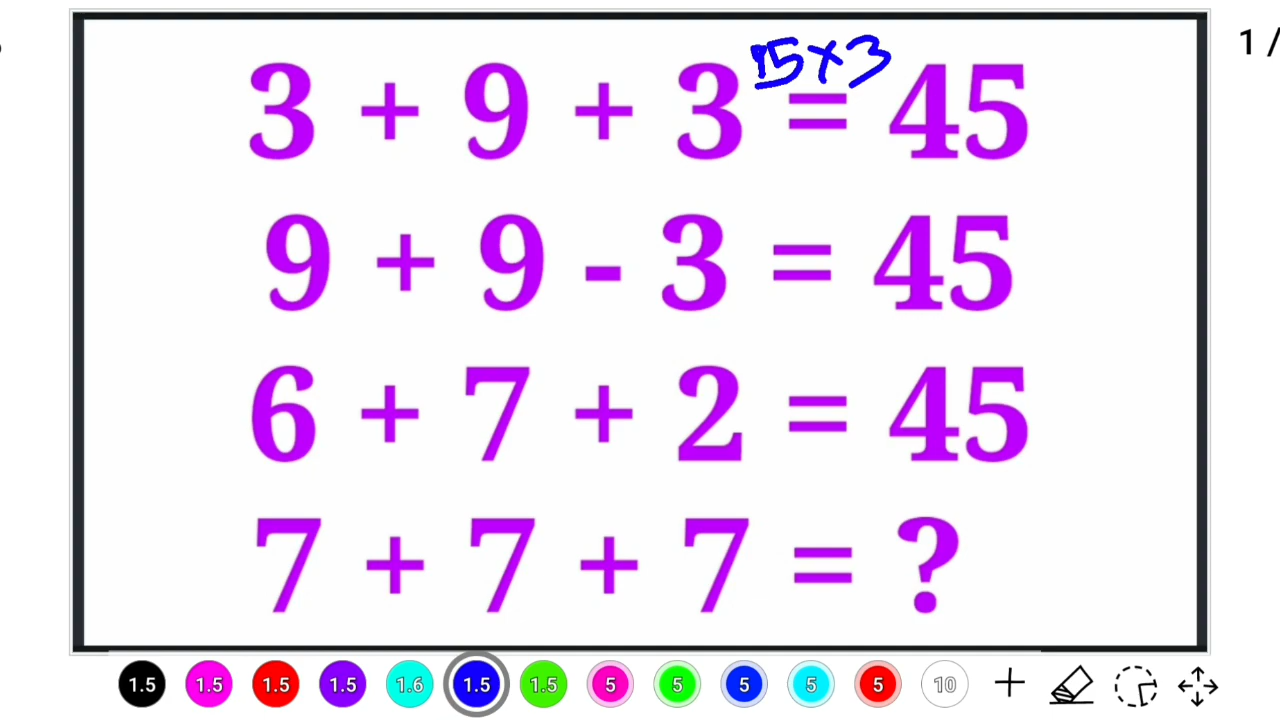 15×3
3 + 9 + 3 = 45
9 + 9 - 3 = 45
6 + 7 + 2 = 45
7 + 7 + 7 = ?
1 /
1.5 1.5 1.5 1.5 1.6 1.5 1.5 5 5 5 5 5 10